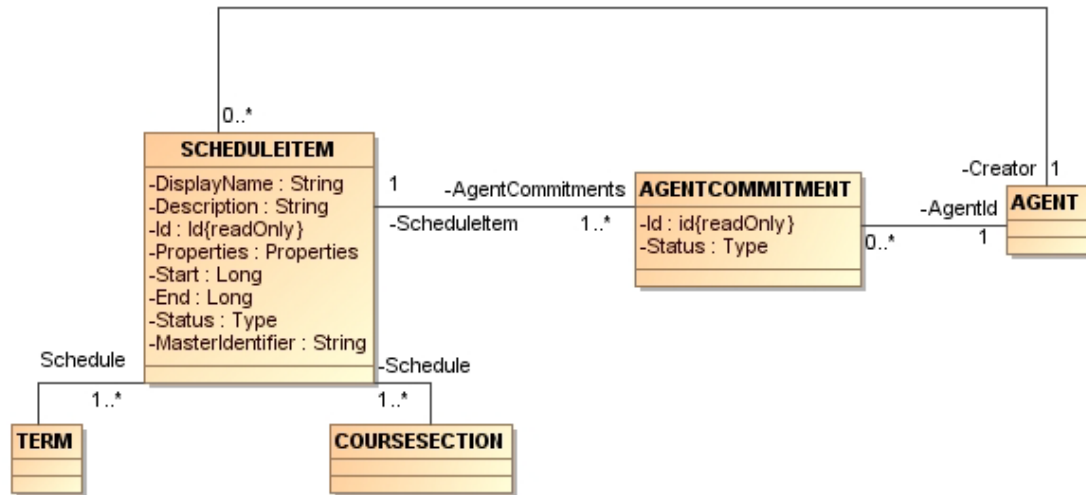 0..*
SCHEDULEITEM
-DisplayName : String
-Description : String
-Id : Id{readOnly}
-Properties : Properties
-Start : Long
-End : Long
-Status : Type
-MasterIdentifier : String
1
-AgentCommitments
-ScheduleItem
1..*
AGENTCOMMITMENT
-Id : id{readOnly}
-Status : Type
-Creator
1
-AgentId
0..*
1
AGENT
Schedule
1..*
-Schedule
1..*
TERM
COURSESECTION